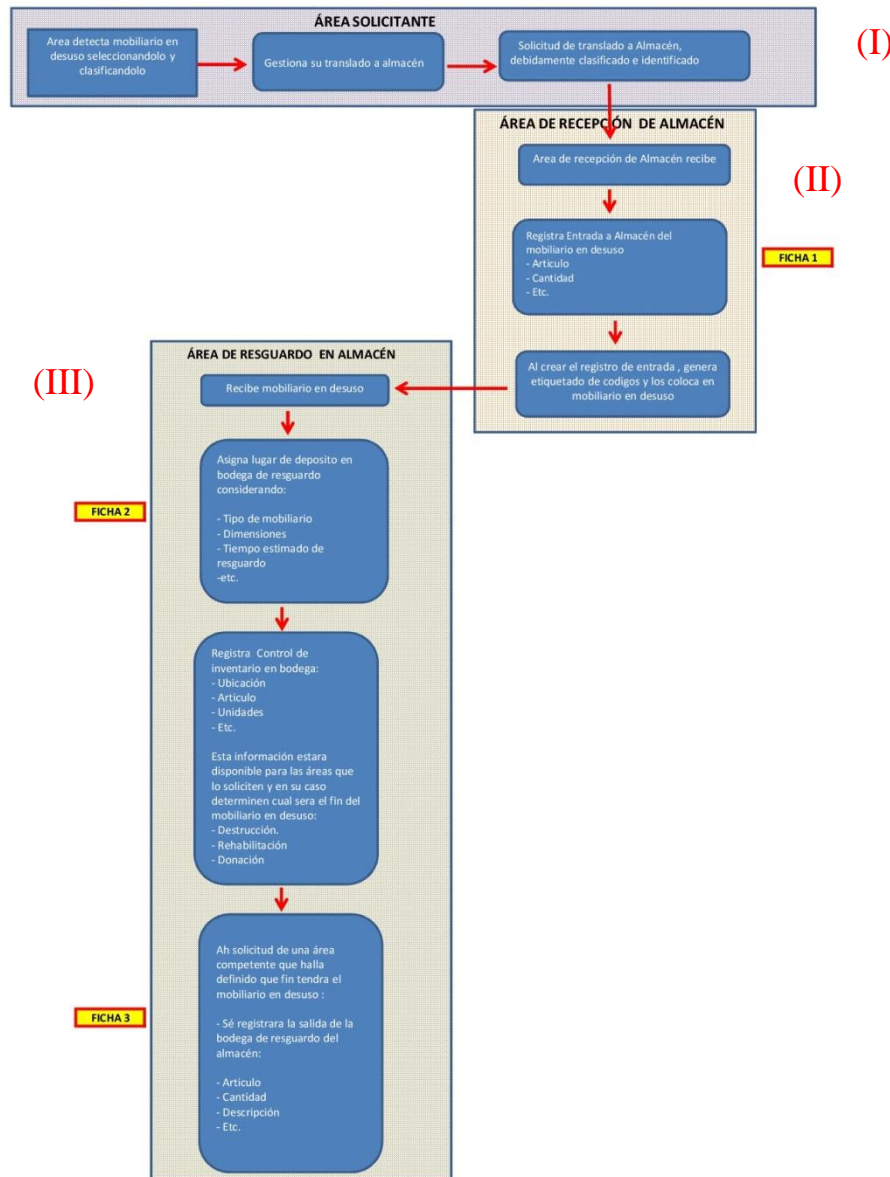 ÁREA SOLICITANTE
Area detecta mobiliario en
desuso seleccionandolo y
clasificandolo
Gestiona su translado a almacén
Solicitud de translado a Almacén,
debidamente clasificado e identificado
(I)
ÁREA DE RECEPCIÓN DE ALMACÉN
Area de recepción de Almacén recibe
(II)
Registra Entrada a Almacén del
mobiliario en desuso
- Articulo
- Cantidad
- Etc.
FICHA 1
Al crear el registro de entrada , genera
etiquetado de codigos y los coloca en
mobiliario en desuso
(III)
ÁREA DE RESGUARDO EN ALMACÉN
Recibe mobiliario en desuso
Asigna lugar de deposito en
bodega de resguardo
considerando:
- Tipo de mobiliario
- Dimensiones
- Tiempo estimado de
resguardo
-etc.
FICHA 2
Registra Control de
inventario en bodega:
- Ubicación
- Articulo
- Unidades
- Etc.
Esta información estara
disponible para las áreas que
lo soliciten y en su caso
determinen cual sera el fin del
mobiliario en desuso:
- Destrucción.
- Rehabilitación
- Donación
Ah solicitud de una área
competente que halla
definido que fin tendra el
mobiliario en desuso :
- Sé registrara la salida de la
bodega de resguardo del
almacén:
- Articulo
- Cantidad
- Descripción
- Etc.
FICHA 3